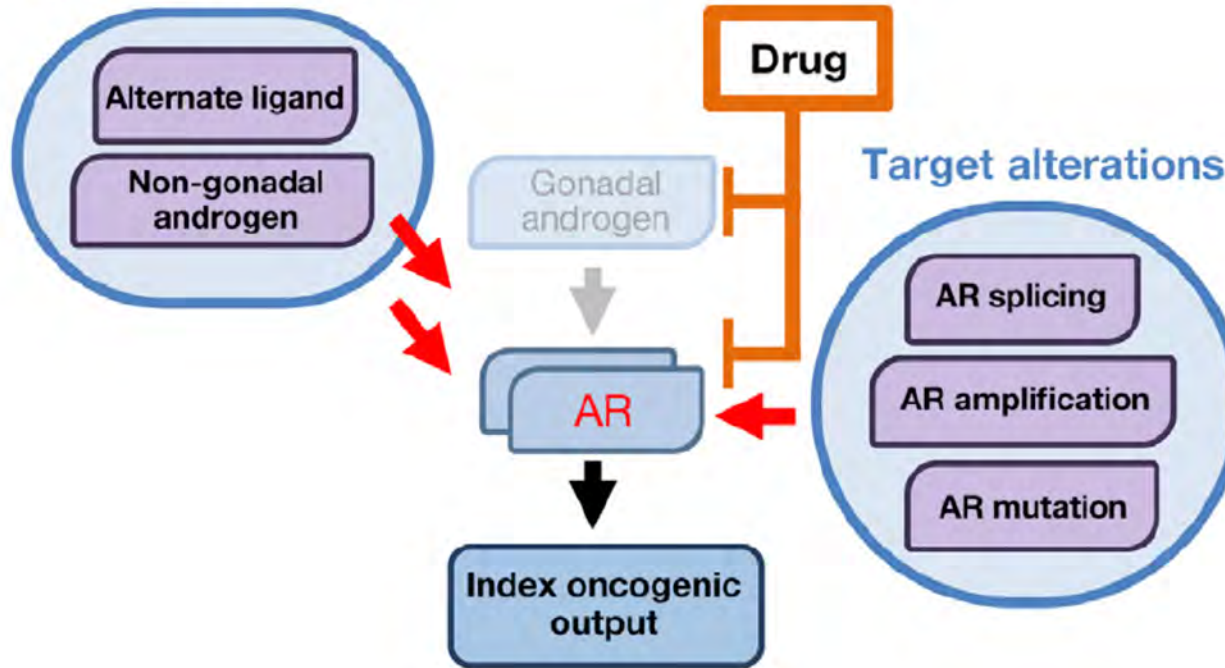 Alternate ligand
Non-gonadal
androgen
Drug
Gonadal
androgen
AR
Index oncogenic
output
Target alterations
AR splicing
AR amplification
AR mutation